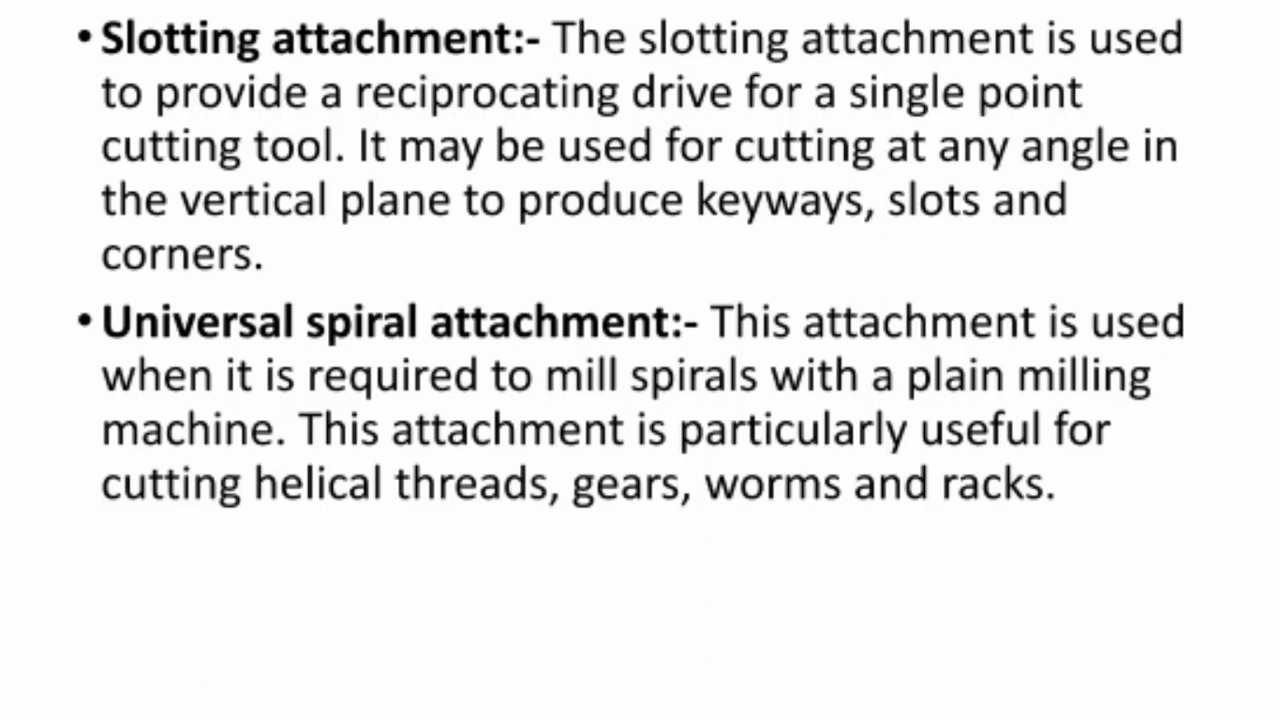 • Slotting attachment:- The slotting attachment is used
to provide a reciprocating drive for a single point
cutting tool. It may be used for cutting at any angle in
the vertical plane to produce keyways, slots and
corners.
• Universal spiral attachment:- This attachment is used
when it is required to mill spirals with a plain milling
machine. This attachment is particularly useful for
cutting helical threads, gears, worms and racks.